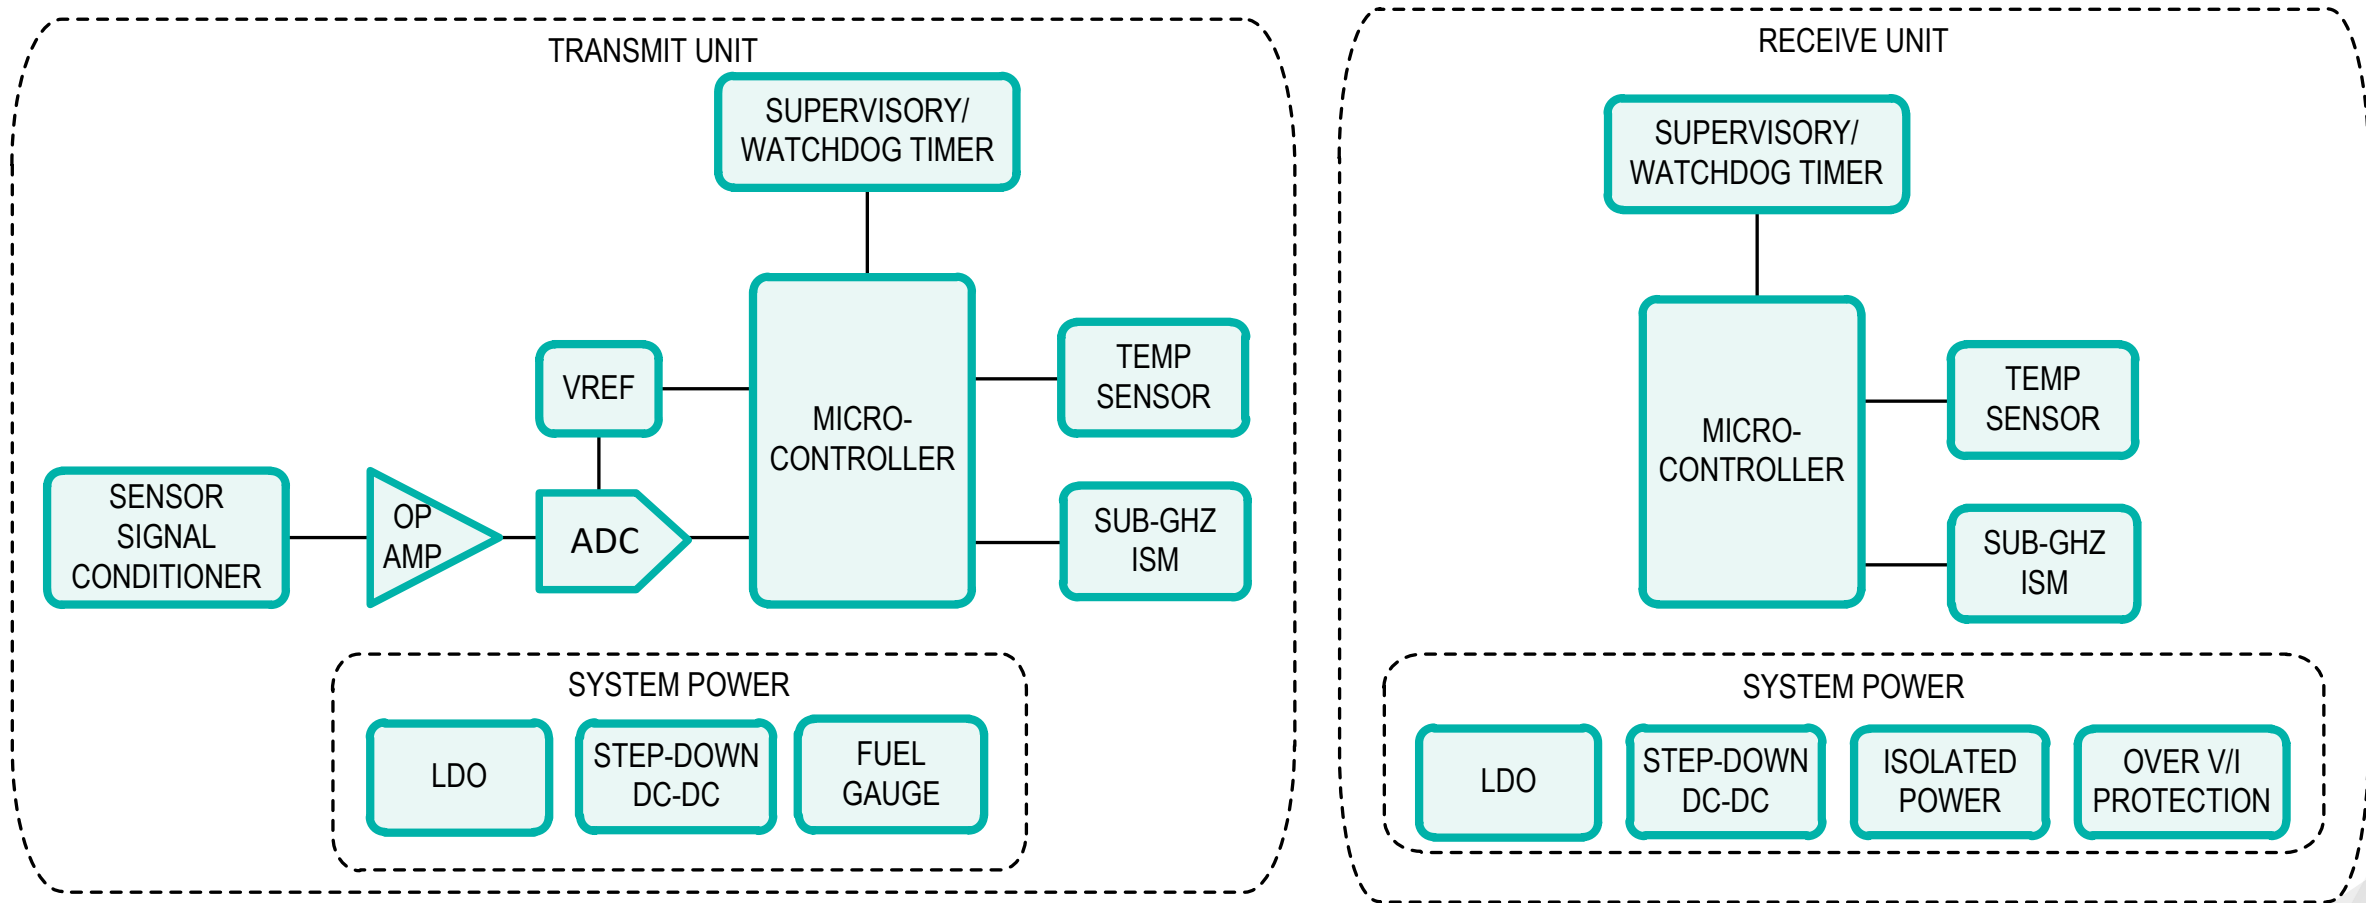 TRANSMIT UNIT
SUPERVISORY/
WATCHDOG TIMER
VREF
MICRO-
CONTROLLER
TEMP
SENSOR
SENSOR
SIGNAL
CONDITIONER
OP
AMP
ADC
SUB-GHZ
ISM
SYSTEM POWER
LDO
STEP-DOWN
DC-DC
FUEL
GAUGE
RECEIVE UNIT
SUPERVISORY/
WATCHDOG TIMER
MICRO-
CONTROLLER
TEMP
SENSOR
SUB-GHZ
ISM
SYSTEM POWER
LDO
STEP-DOWN
DC-DC
ISOLATED
POWER
OVER V/I
PROTECTION